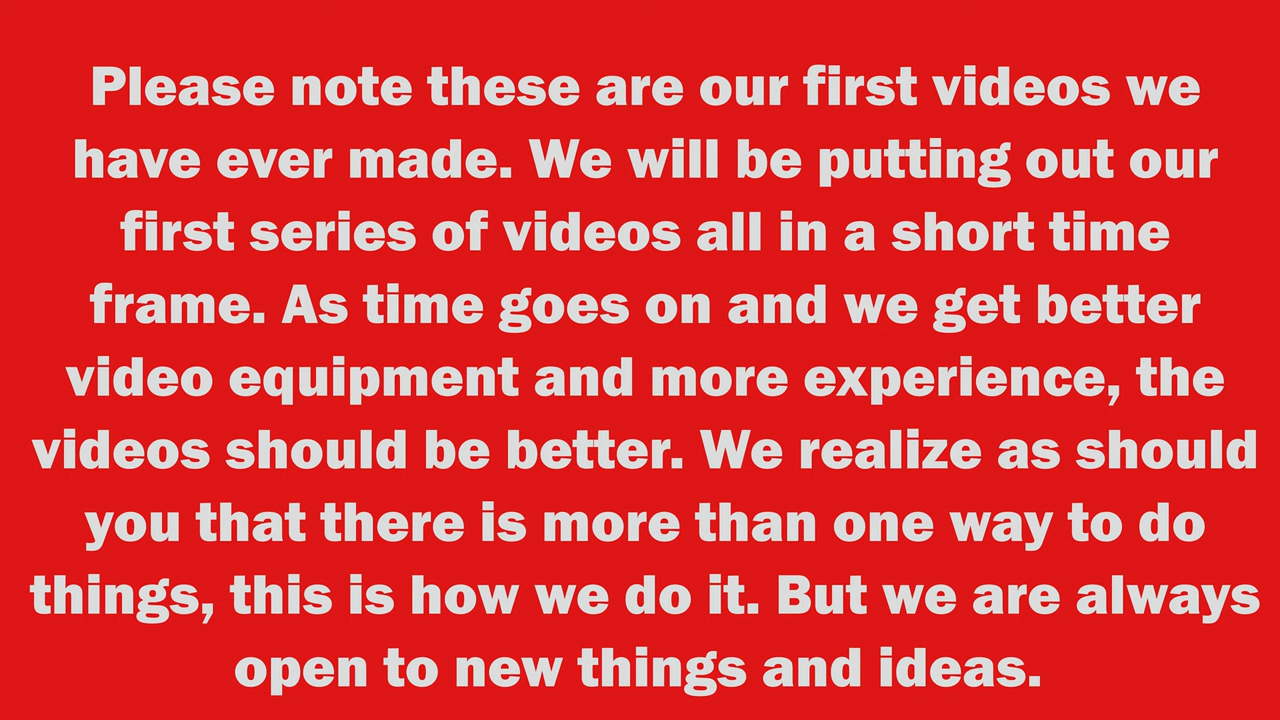 Please note these are our first videos we
have ever made. We will be putting out our
first series of videos all in a short time
frame. As time goes on and we get better
video equipment and more experience, the
videos should be better. We realize as should
you that there is more than one way to do
things, this is how we do it. But we are always
open to new things and ideas.